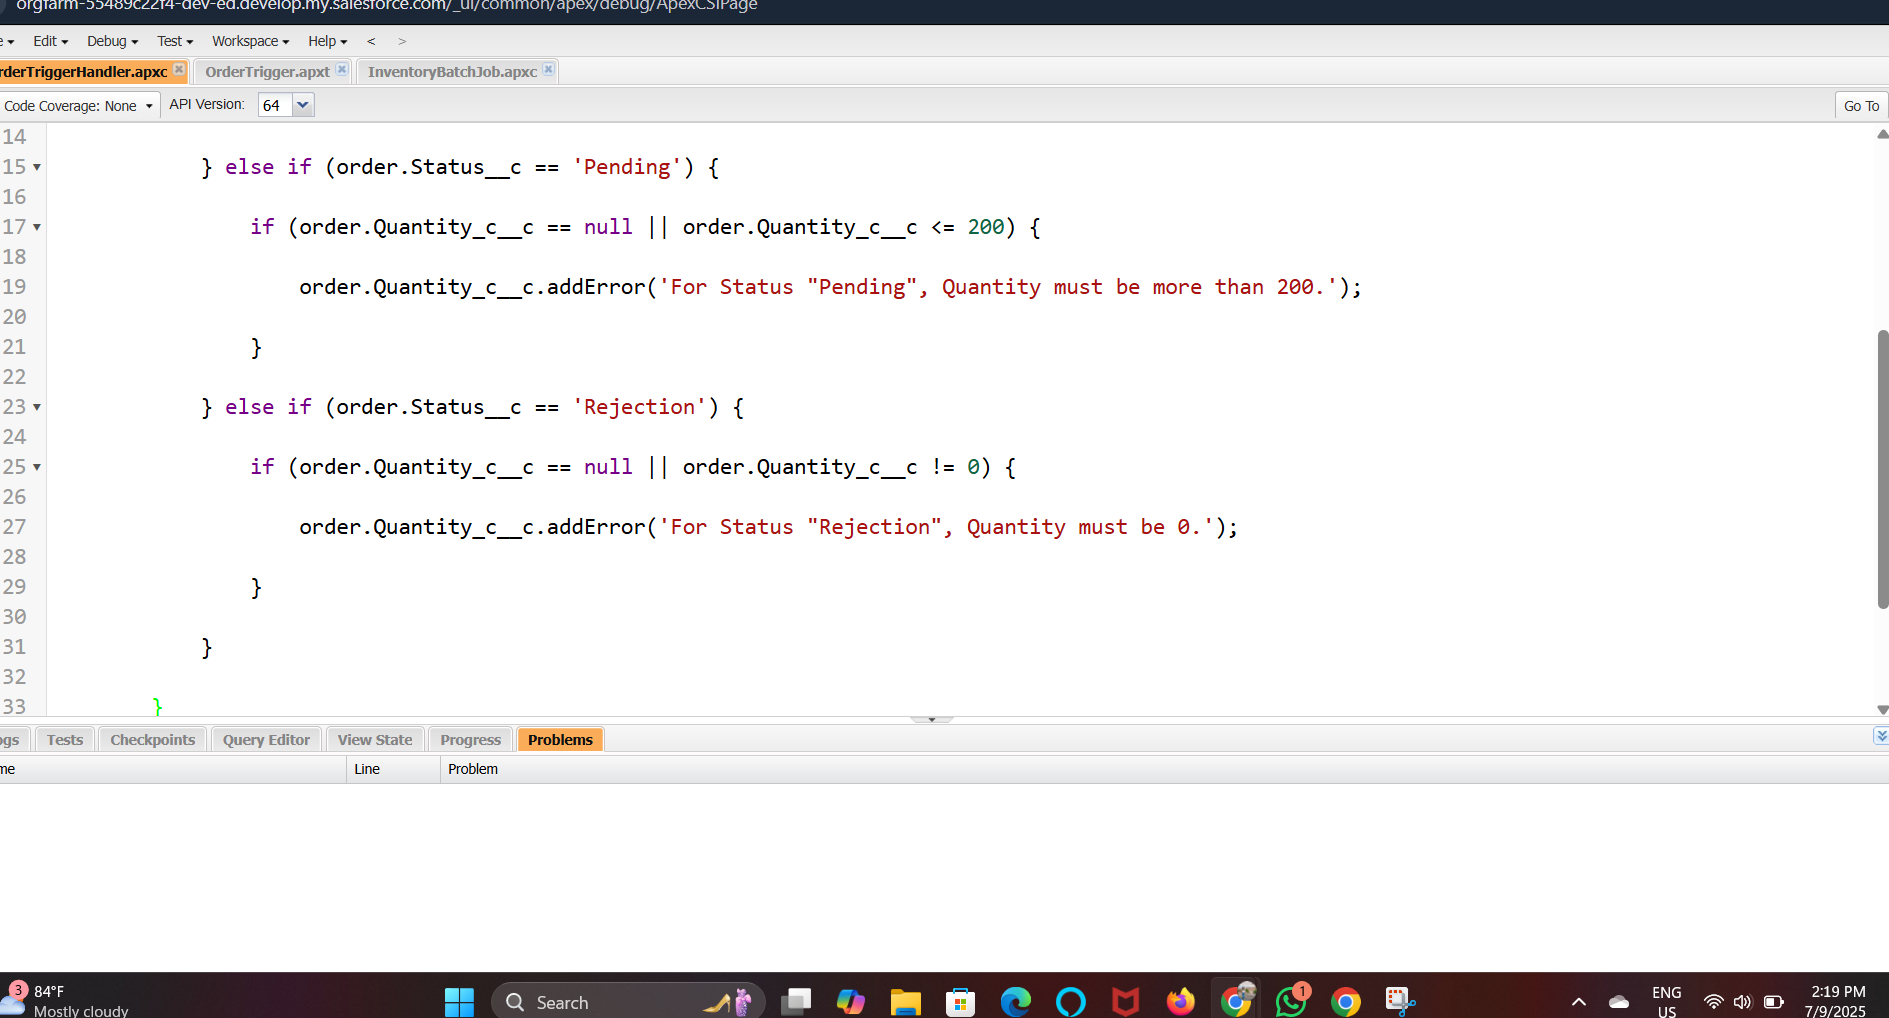 orgfarm-55489c22f4-dev-ed.develop.my.salesforce.com/_ui/common/apex/debug/ApexCSIPage
Edit Debug Test Workspace Help < >
rderTriggerHandler.apxc OrderTrigger.apxt InventoryBatchJob.apxc
Code Coverage: None API Version: 64 Go To
14
15 } else if (order.Status__c == 'Pending') {
16
17 if (order.Quantity_c__c == null || order.Quantity_c__c <= 200) {
18
19 order.Quantity_c__c.addError('For Status "Pending", Quantity must be more than 200.');
20
21 }
22
23 } else if (order.Status__c == 'Rejection') {
24
25 if (order.Quantity_c__c == null || order.Quantity_c__c != 0) {
26
27 order.Quantity_c__c.addError('For Status "Rejection", Quantity must be 0.');
28
29 }
30
31 }
32
33 }
ogs Tests Checkpoints Query Editor View State Progress Problems
me Line Problem
3 84°F
Mostly cloudy
Search
1
ENG
US
2:19 PM
7/9/2025